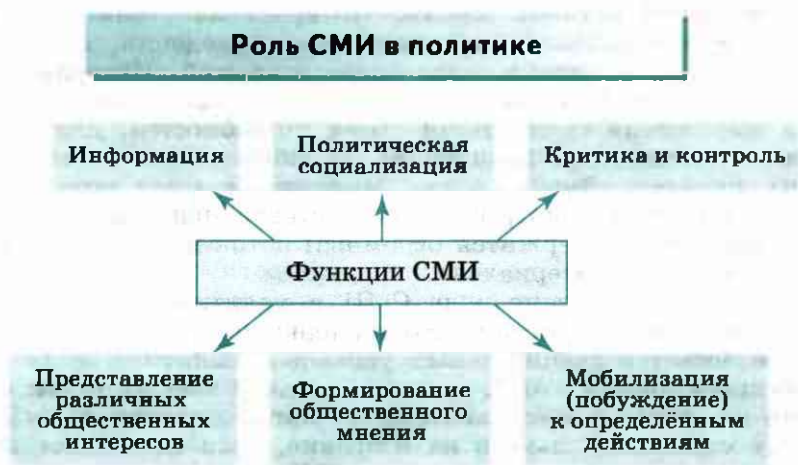 Роль СМИ в политике
Информация
Политическая
социализация
Критика и контроль
Функции СМИ
Представление
различных
общественных
интересов
Формирование
общественного
мнения
Мобилизация
(побуждение)
к определённым
действиям